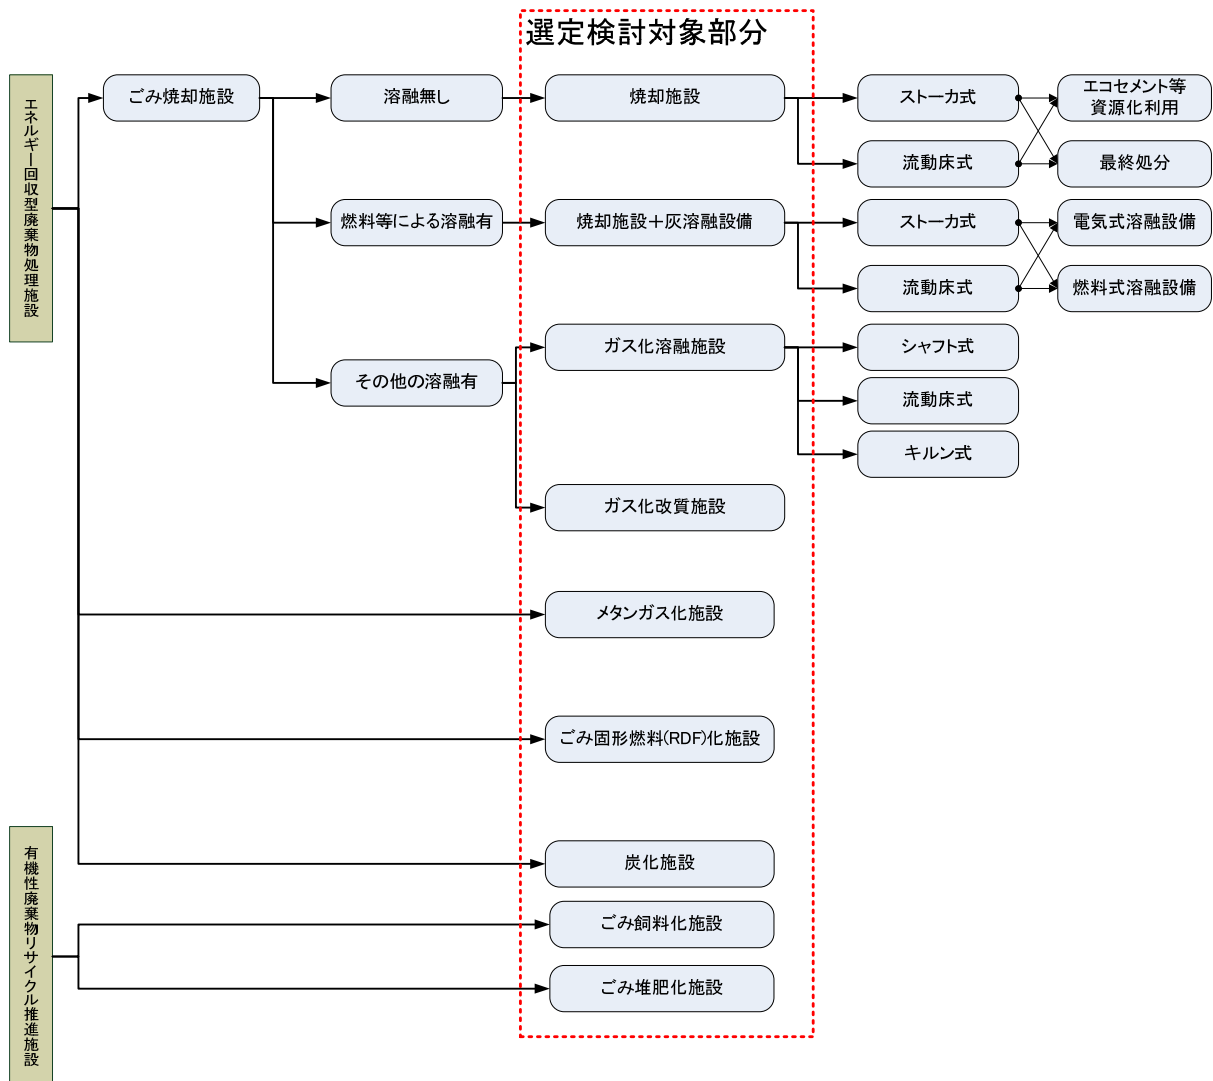 選定検討対象部分
エネルギー回収型廃棄物処理施設
ごみ焼却施設
溶融無し
焼却施設
ストーカ式
エコセメント等
資源化利用
流動床式
最終処分
燃料等による溶融有
焼却施設＋灰溶融設備
ストーカ式
電気式溶融設備
流動床式
燃料式溶融設備
その他の溶融有
ガス化溶融施設
シャフト式
流動床式
キルン式
ガス化改質施設
メタンガス化施設
ごみ固形燃料(RDF)化施設
炭化施設
有機性廃棄物リサイクル推進施設
ごみ飼料化施設
ごみ堆肥化施設